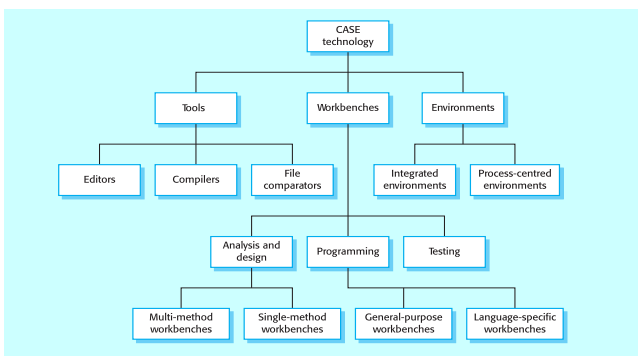 CASE
technology
Tools
Workbenches
Environments
Editors
Compilers
File
comparators
Integrated
environments
Process-centred
environments
Analysis and
design
Programming
Testing
Multi-method
workbenches
Single-method
workbenches
General-purpose
workbenches
Language-specific
workbenches